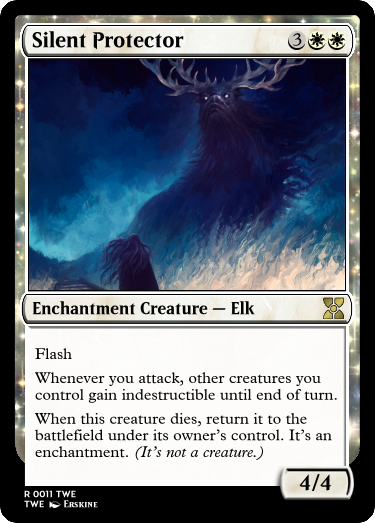 Silent Protector 3
Enchantment Creature — Elk
Flash
Whenever you attack, other creatures you
control gain indestructible until end of turn.
When this creature dies, return it to the
battlefield under its owner's control. It's an
enchantment. (It's not a creature.)
4/4
R 0011 TWE
TWE Erskine